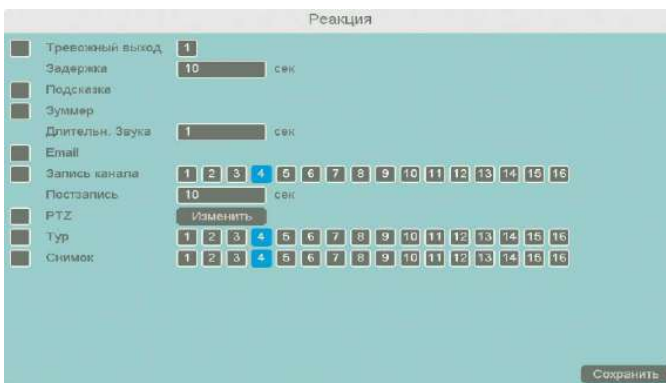 Реакция
Тревожный выход 1
Задержка 10 сек
Подсказка
Зуммер
Длительн. Звука 1 сек
Email
Запись канала 1 2 3 4 5 6 7 8 9 10 11 12 13 14 15 16
Постзапись 10 сек
PTZ Изменить
Тур 1 2 3 4 5 6 7 8 9 10 11 12 13 14 15 16
Снимок 1 2 3 4 5 6 7 8 9 10 11 12 13 14 15 16
Сохранить